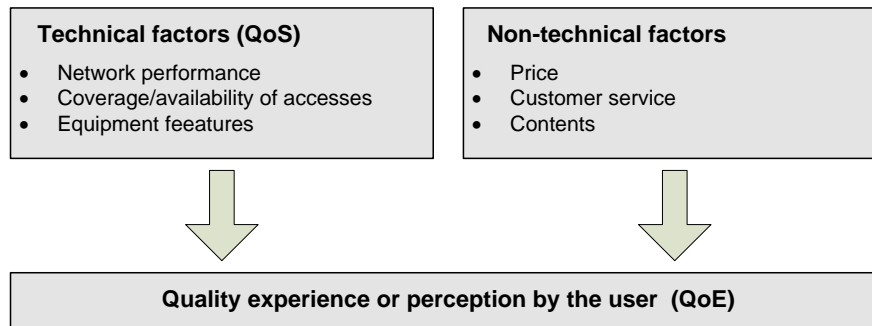 Technical factors (QoS)
• Network performance
• Coverage/availability of accesses
• Equipment feeatures
Non-technical factors
• Price
• Customer service
• Contents
Quality experience or perception by the user (QoE)